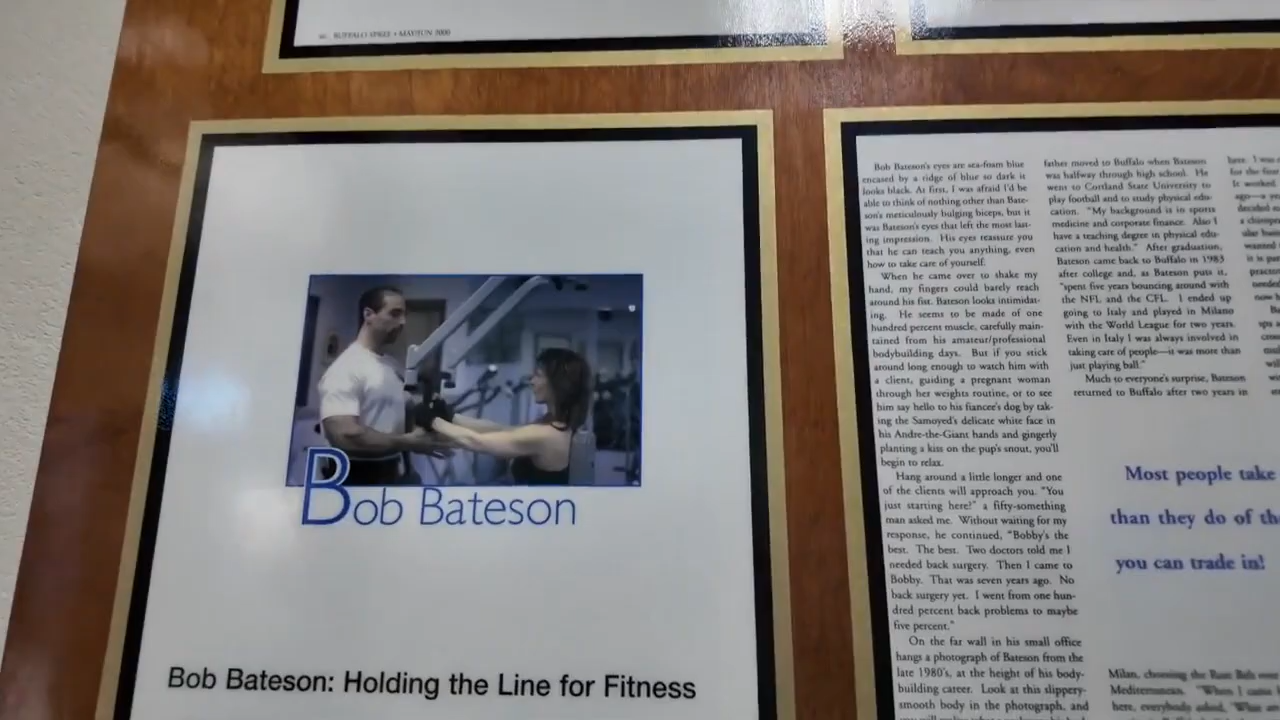 BUFFALO SPREE • MAY/JUN 2000
Bob Bateson
Bob Bateson: Holding the Line for Fitness
Bob Bateson's eyes are sea-foam blue
encased by a ridge of blue so dark it
looks black. At first, I was afraid I'd be
able to think of nothing other than Bate-
son's meticulously bulging biceps, but it
was Bateson's eyes that left the most last-
ing impression. His eyes reassure you
that he can teach you anything, even
how to take care of yourself.
When he came over to shake my
hand, my fingers could barely reach
around his fist. Bateson looks intimidat-
ing. He seems to be made of one
hundred percent muscle, carefully main-
tained from his amateur/professional
bodybuilding days. But if you stick
around long enough to watch him with
a client, guiding a pregnant woman
through her weights routine, or to see
him say hello to his fiancee's dog by tak-
ing the Samoyed's delicate white face in
his Andre-the-Giant hands and gingerly
planting a kiss on the pup's snout, you'll
begin to relax.
Hang around a little longer and one
of the clients will approach you. "You
just starting here?" a fifty-something
man asked me. Without waiting for my
response, he continued, "Bobby's the
best. The best. Two doctors told me I
needed back surgery. Then I came to
Bobby. That was seven years ago. No
back surgery yet. I went from one hun-
dred percent back problems to maybe
five percent."
On the far wall in his small office
hangs a photograph of Bateson from the
late 1980's, at the height of his body-
building career. Look at this slippery-
smooth body in the photograph, and
father moved to Buffalo when Bateson
was halfway through high school. He
went to Cortland State University to
play football and to study physical edu-
cation. "My background is in sports
medicine and corporate finance. Also I
have a teaching degree in physical edu-
cation and health." After graduation,
Bateson came back to Buffalo in 1983
after college and, as Bateson puts it,
"spent five years bouncing around with
the NFL and the CFL. I ended up
going to Italy and played in Milano
with the World League for two years.
Even in Italy I was always involved in
taking care of people—it was more than
just playing ball."
Much to everyone's surprise, Bateson
returned to Buffalo after two years in
Most people take
than they do of th
you can trade in!
Milan, choosing the Rust Belt over
Mediterranean. "When I came
here, everybody asked, 'What are